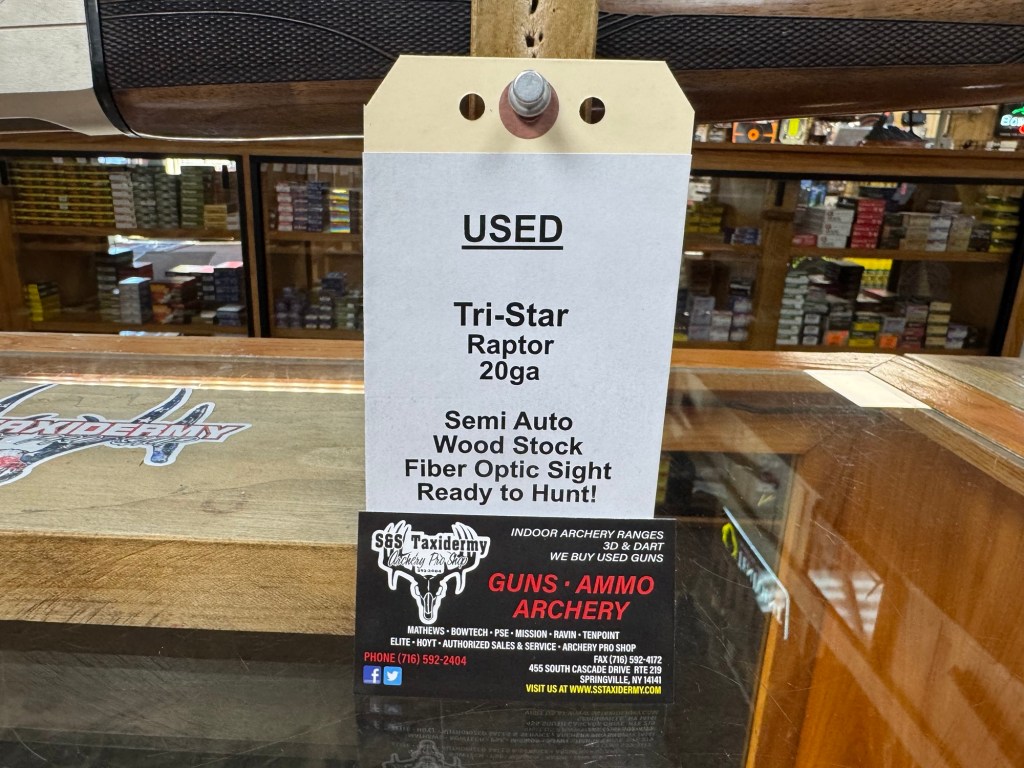 USED
Tri-Star
Raptor
20ga
Semi Auto
Wood Stock
Fiber Optic Sight
Ready to Hunt!
TAXIDERMY
S&S Taxidermy
Archery Pro Shop
592-2404
INDOOR ARCHERY RANGES
3D & DART
WE BUY USED GUNS
GUNS · AMMO
ARCHERY
MATHEWS • BOWTECH • PSE • MISSION • RAVIN • TENPOINT
ELITE • HOYT • AUTHORIZED SALES & SERVICE • ARCHERY PRO SHOP
PHONE (716) 592-2404
FAX (716) 592-4172
455 SOUTH CASCADE DRIVE RTE 219
SPRINGVILLE, NY 14141
VISIT US AT WWW.SSTAXIDERMY.COM